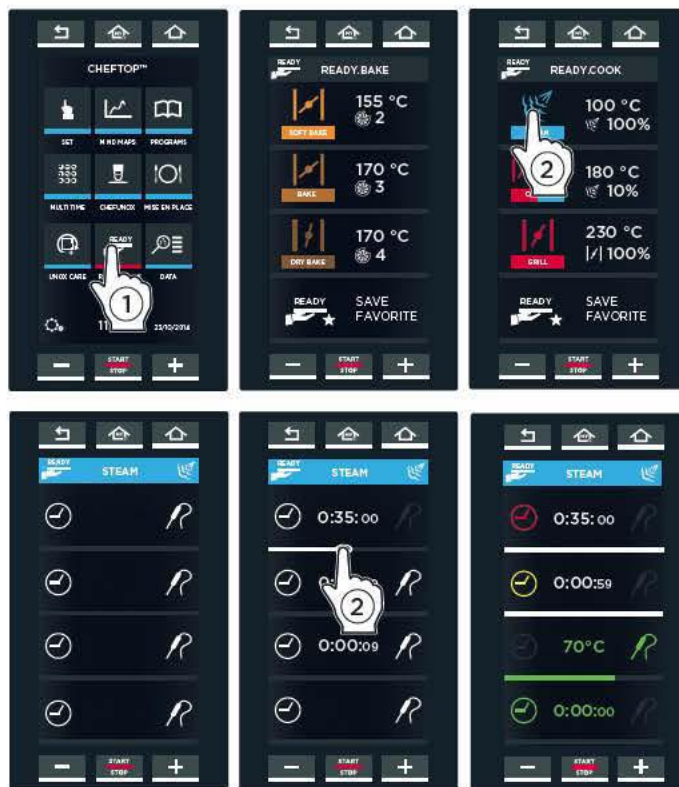 CHEFTOP™
SET
MIND MAPS
PROGRAMS
MULTI TIME
CHEFUNOX
MISE EN PLACE
READY
UNOX CARE
DATA
1
11
23/10/2014
START
STOP
READY
READY.BAKE
SOFT BAKE
155 °C
2
BAKE
170 °C
3
DRY BAKE
170 °C
4
READY
SAVE
FAVORITE
START
STOP
READY
READY.COOK
100 °C
100%
2
180 °C
10%
GRILL
230 °C
100%
READY
SAVE
FAVORITE
START
STOP
READY
STEAM
START
STOP
READY
STEAM
0:35:00
2
0:00:09
START
STOP
READY
STEAM
0:35:00
0:00:59
70°C
0:00:00
START
STOP